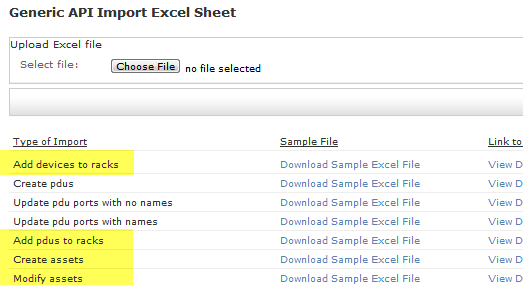 Generic API Import Excel Sheet
Upload Excel file
Select file: Choose File no file selected
Type of Import Sample File Link to
Add devices to racks Download Sample Excel File View D
Create pdus Download Sample Excel File View D
Update pdu ports with no names Download Sample Excel File View D
Update pdu ports with names Download Sample Excel File View D
Add pdus to racks Download Sample Excel File View D
Create assets Download Sample Excel File View D
Modify assets Download Sample Excel File View D